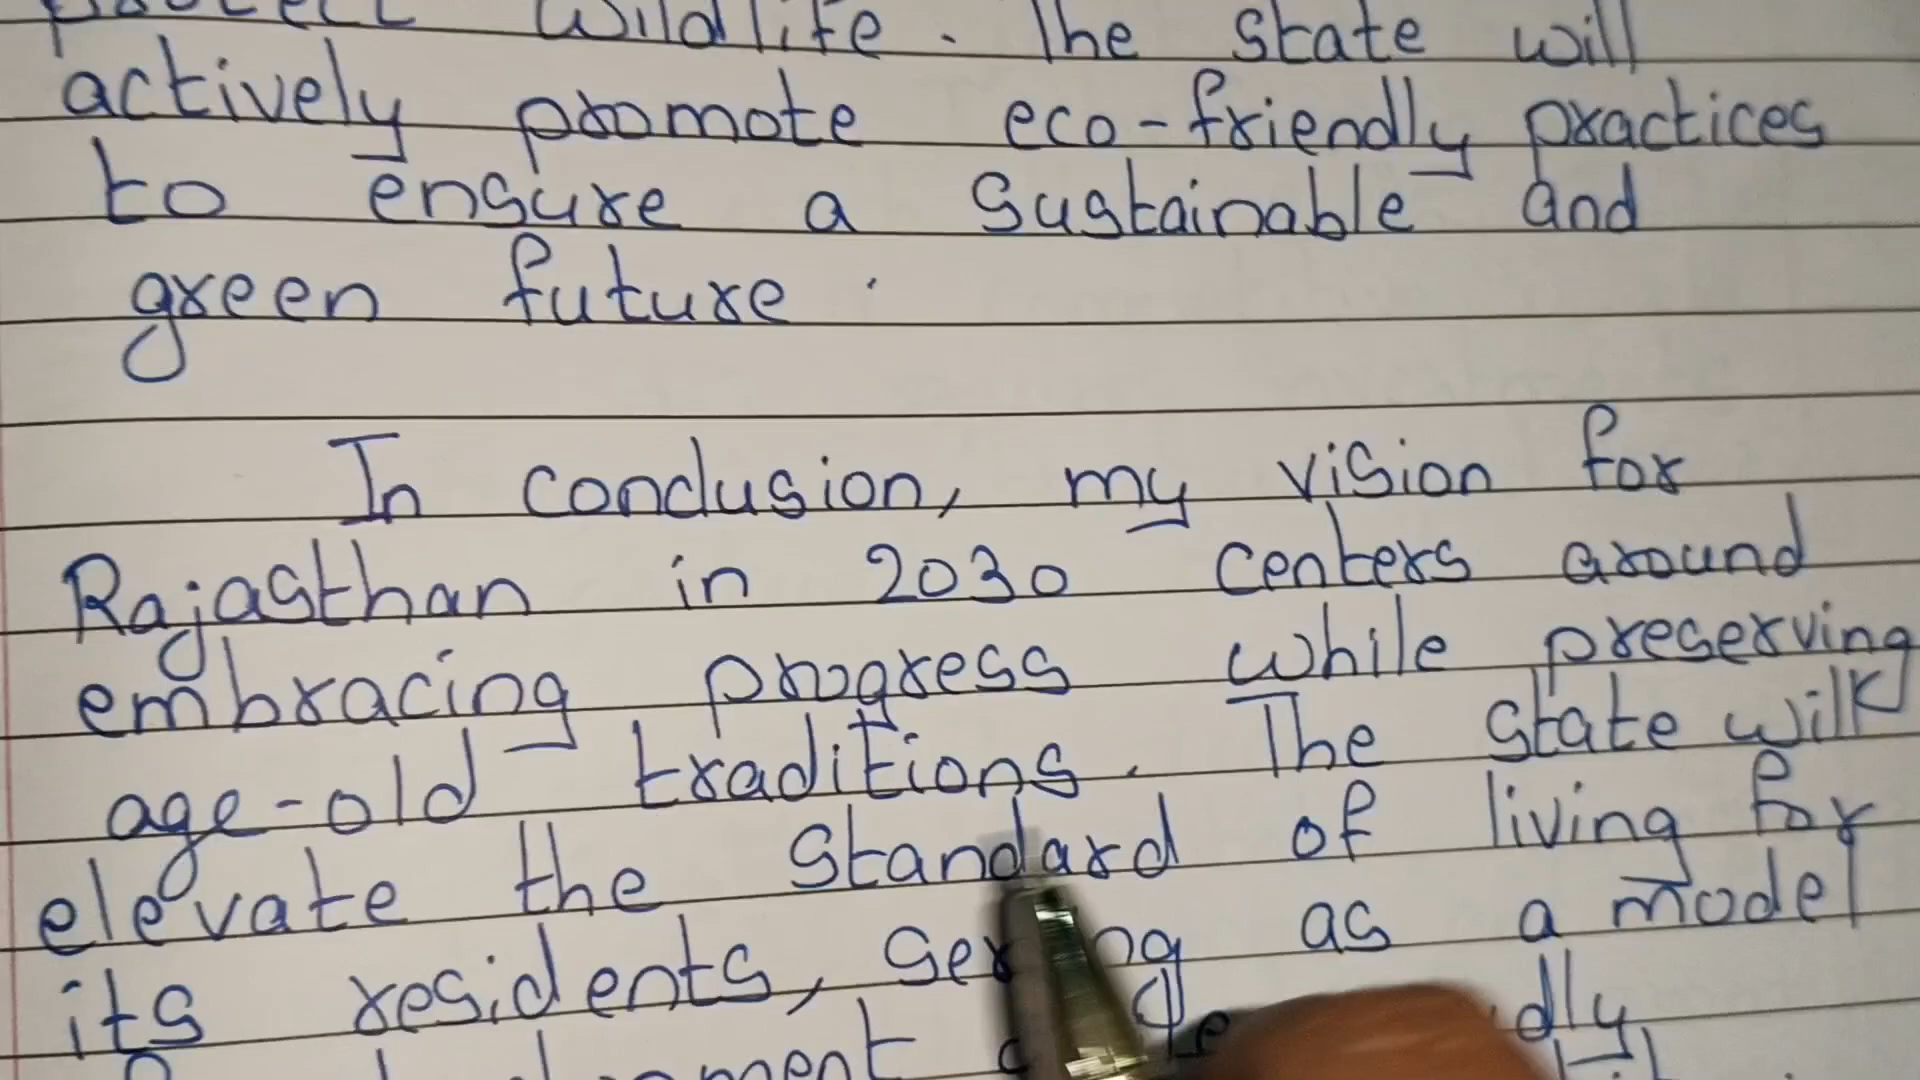 wildlife. The state will
actively promote eco-friendly practices
to ensure a sustainable and
green future.
In conclusion, my vision for
Rajasthan in 2030 centers around
embracing progress while preserving
age-old traditions. The state will
elevate the standard of living for
its residents, as a model